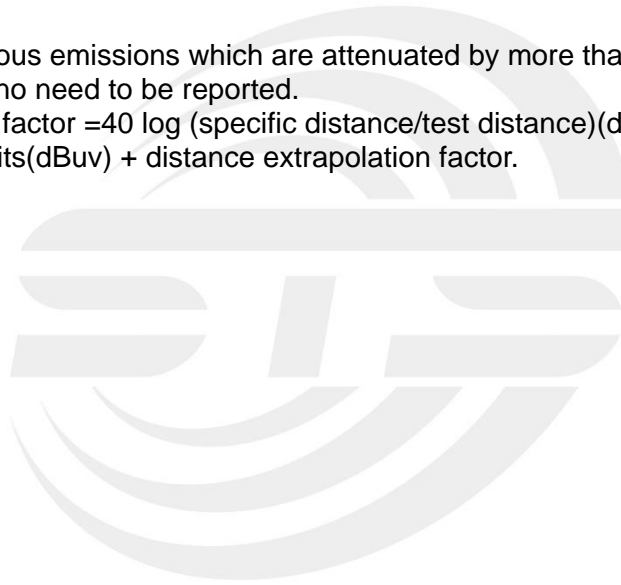 ous emissions which are attenuated by more tha
no need to be reported.
factor =40 log (specific distance/test distance)(d
its(dBuv) + distance extrapolation factor.
STS